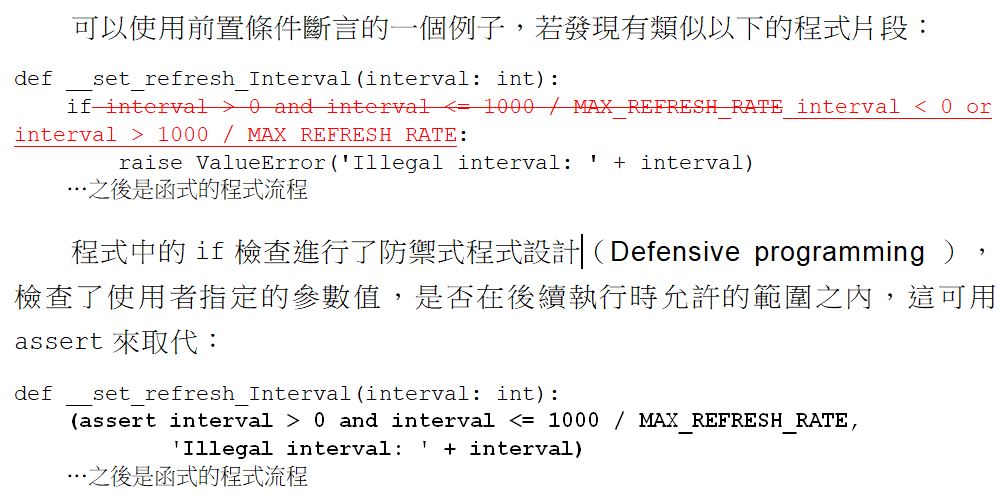 可以使用前置條件斷言的一個例子，若發現有類似以下的程式片段：
def __set_refresh_Interval(interval: int):
if interval > 0 and interval <= 1000 / MAX_REFRESH_RATE interval < 0 or
interval > 1000 / MAX_REFRESH_RATE:
raise ValueError('Illegal interval: ' + interval)
…之後是函式的程式流程
程式中的 if 檢查進行了防禦式程式設計（Defensive programming ），
檢查了使用者指定的參數值，是否在後續執行時允許的範圍之內，這可用
assert 來取代：
def __set_refresh_Interval(interval: int):
(assert interval > 0 and interval <= 1000 / MAX_REFRESH_RATE,
'Illegal interval: ' + interval)
…之後是函式的程式流程